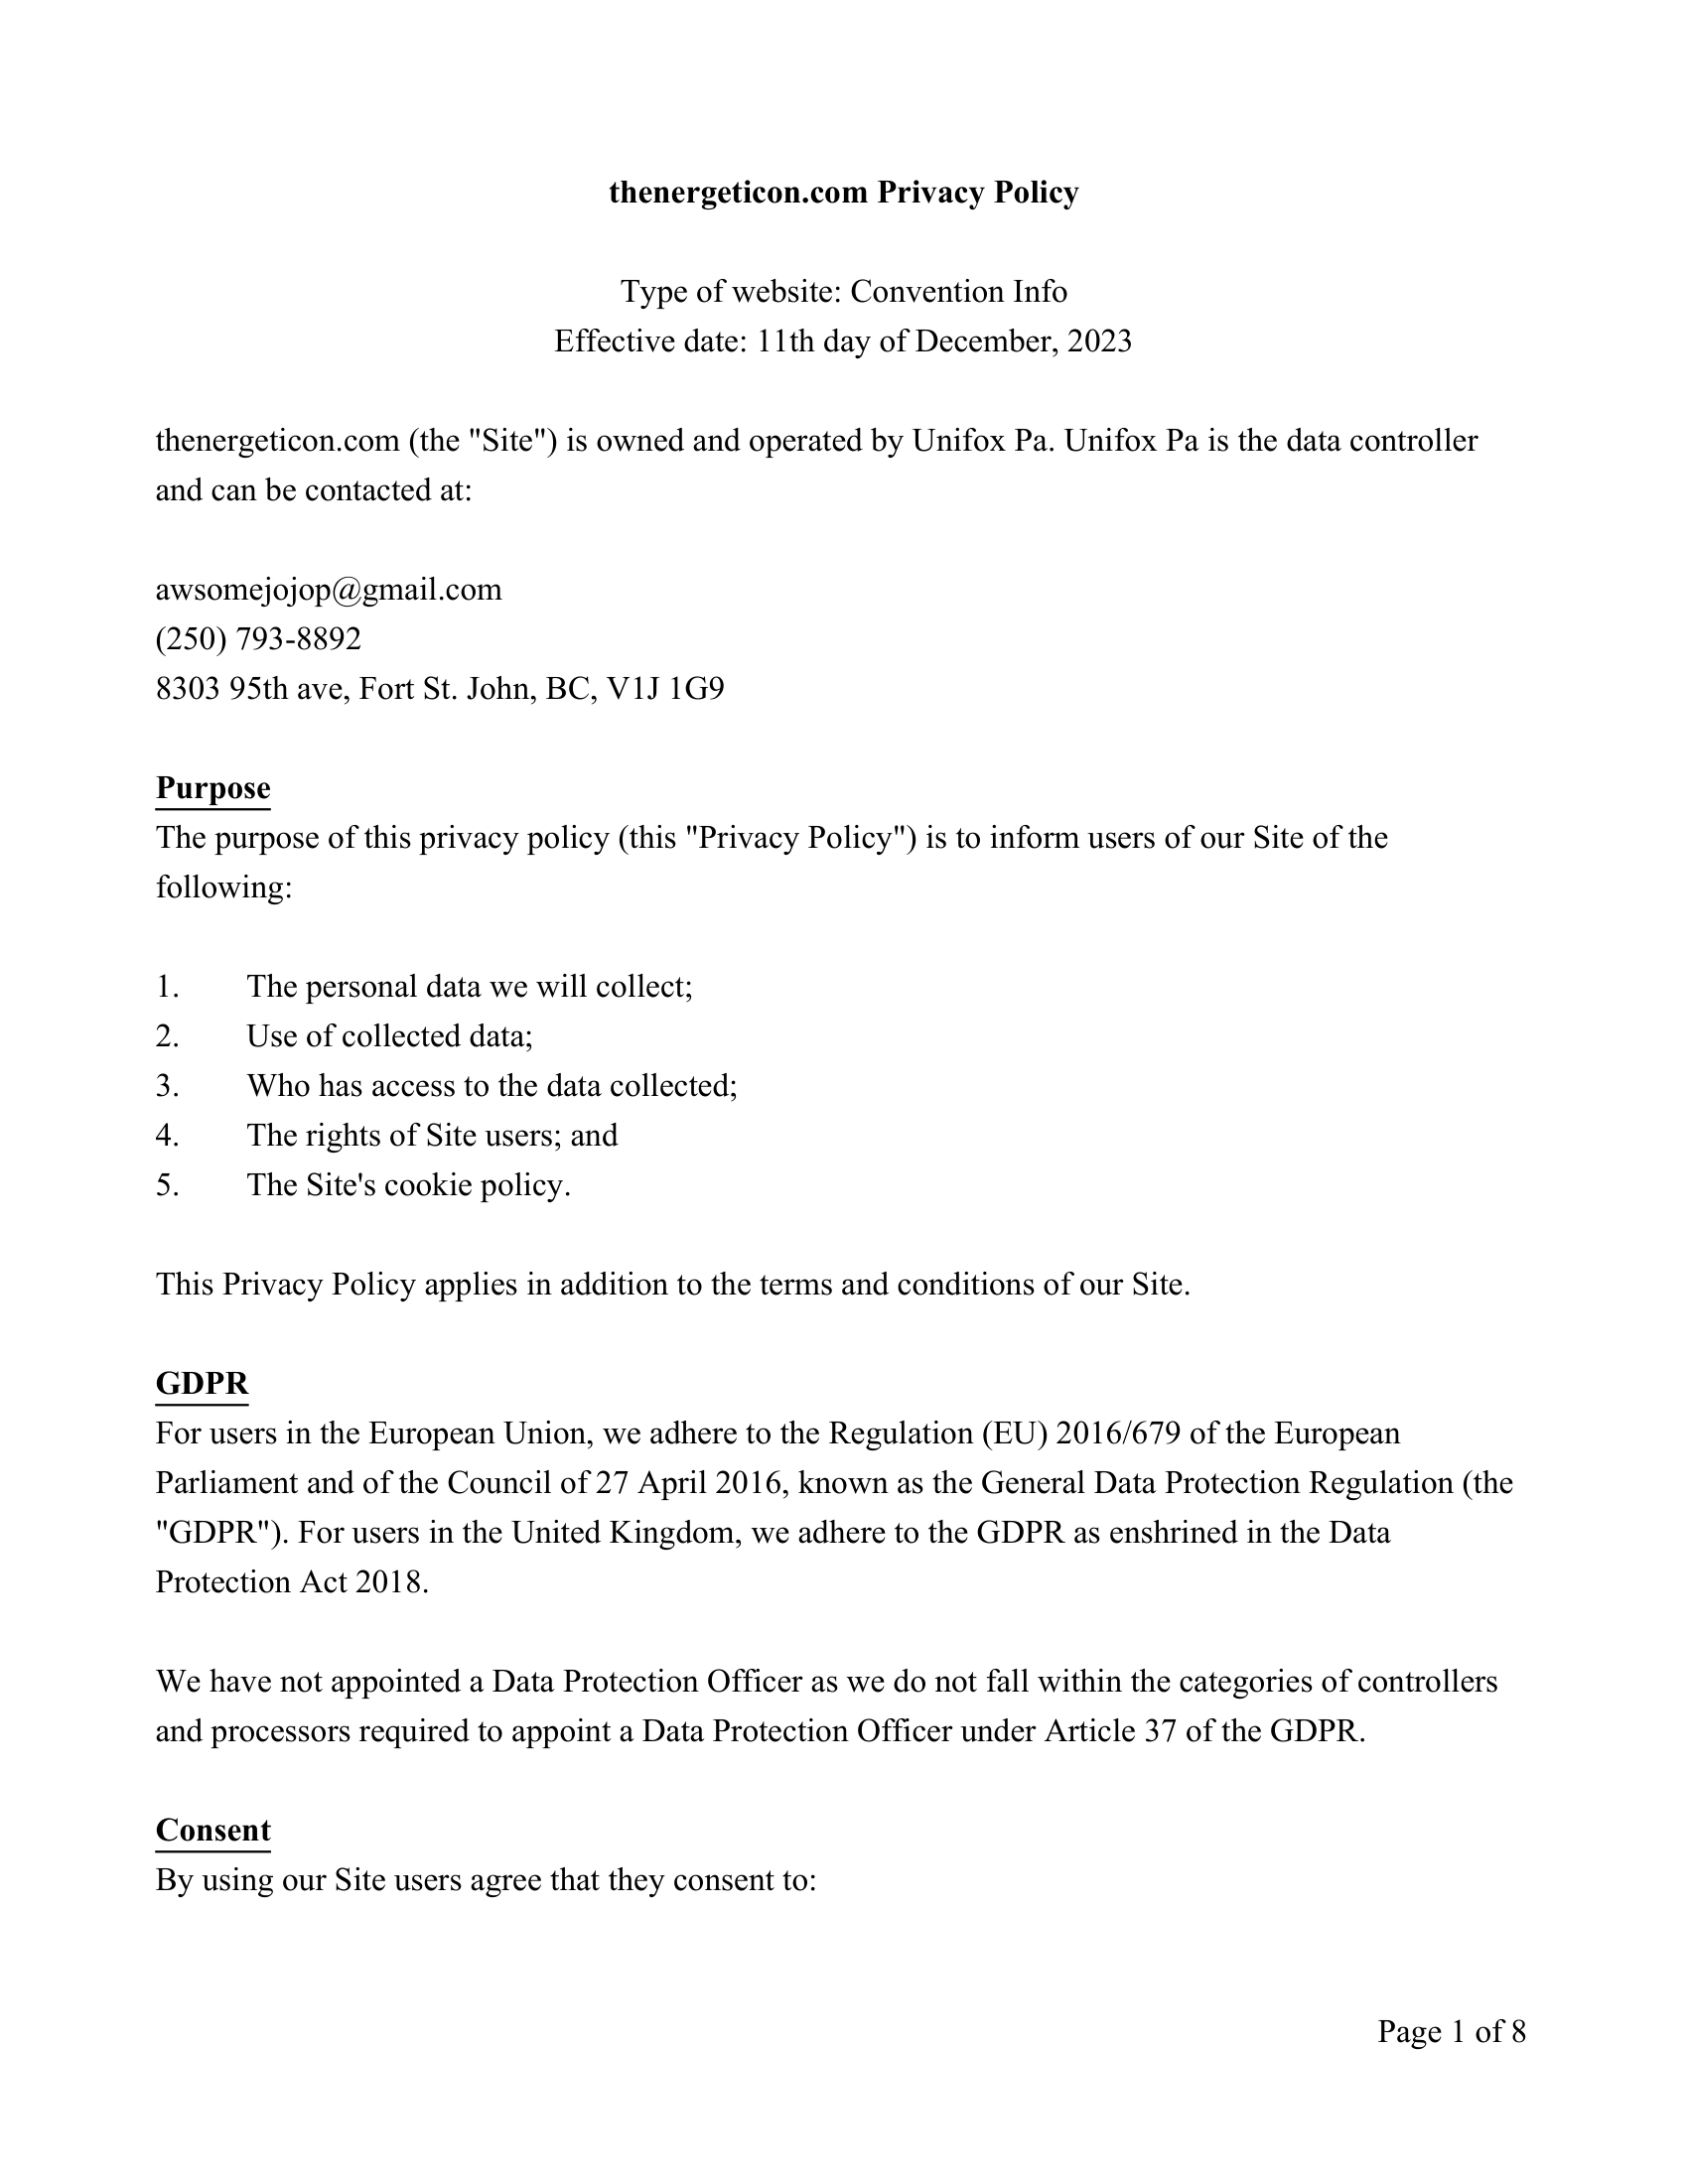 thenergeticon.com Privacy Policy
Type of website: Convention Info
Effective date: 11th day of December, 2023
thenergeticon.com (the "Site") is owned and operated by Unifox Pa. Unifox Pa is the data controller
and can be contacted at:
awsomejojop@gmail.com
(250) 793-8892
8303 95th ave, Fort St. John, BC, V1J 1G9
Purpose
The purpose of this privacy policy (this "Privacy Policy") is to inform users of our Site of the
following:
1. The personal data we will collect;
2. Use of collected data;
3. Who has access to the data collected;
4. The rights of Site users; and
5. The Site's cookie policy.
This Privacy Policy applies in addition to the terms and conditions of our Site.
GDPR
For users in the European Union, we adhere to the Regulation (EU) 2016/679 of the European
Parliament and of the Council of 27 April 2016, known as the General Data Protection Regulation (the
"GDPR"). For users in the United Kingdom, we adhere to the GDPR as enshrined in the Data
Protection Act 2018.
We have not appointed a Data Protection Officer as we do not fall within the categories of controllers
and processors required to appoint a Data Protection Officer under Article 37 of the GDPR.
Consent
By using our Site users agree that they consent to:
Page 1 of 8